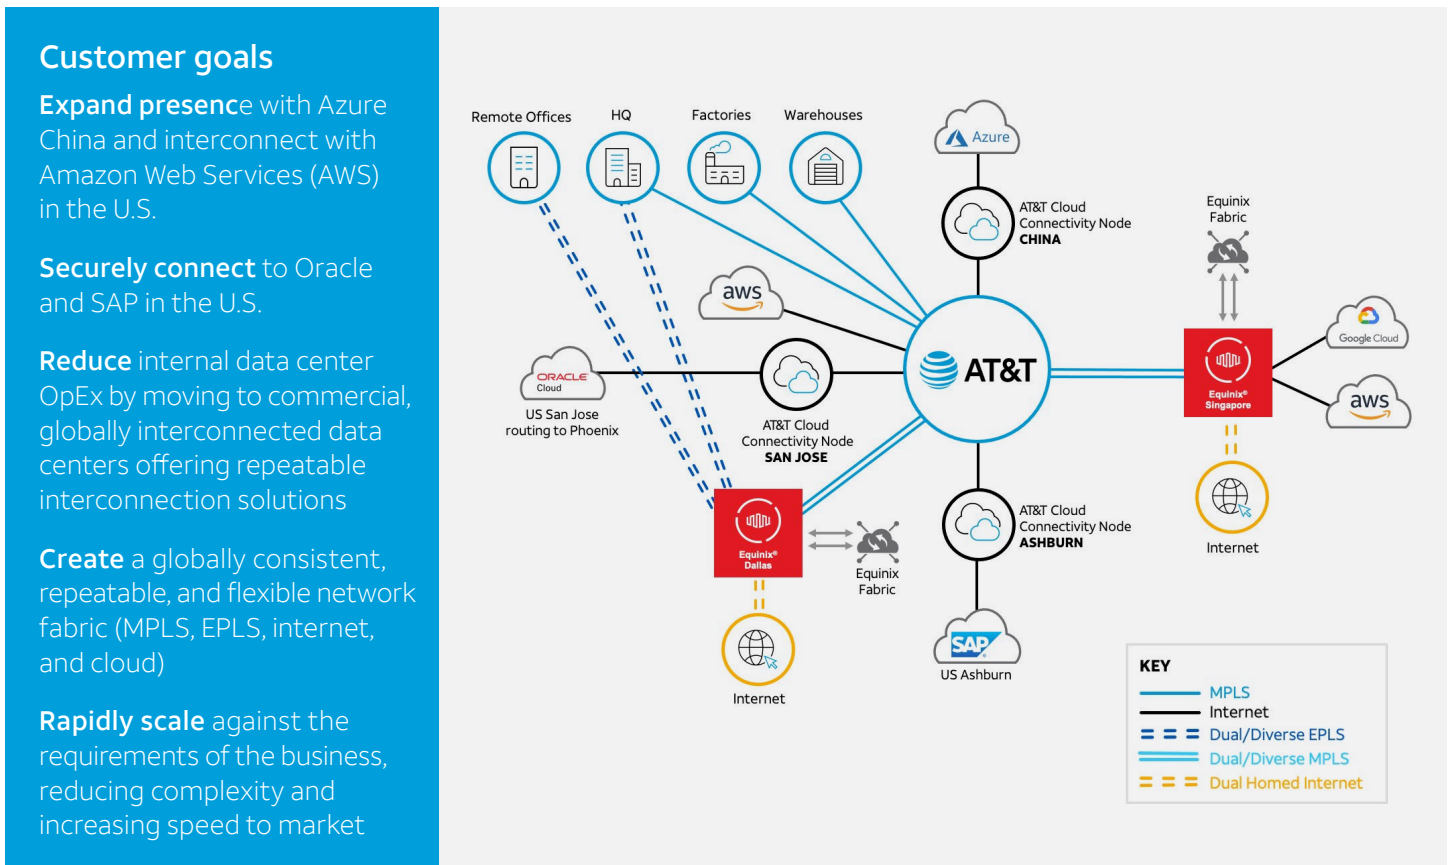 Customer goals
Expand presence with Azure
China and interconnect with
Amazon Web Services (AWS)
in the U.S.
Securely connect to Oracle
and SAP in the U.S.
Reduce internal data center
OpEx by moving to commercial,
globally interconnected data
centers offering repeatable
interconnection solutions
Create a globally consistent,
repeatable, and flexible network
fabric (MPLS, EPLS, internet,
and cloud)
Rapidly scale against the
requirements of the business,
reducing complexity and
increasing speed to market
Remote Offices
HQ
Factories
Warehouses
Azure
AT&T Cloud
Connectivity Node
CHINA
Equinix
Fabric
aws
ORACLE
Cloud
US San Jose
routing to Phoenix
AT&T Cloud
Connectivity Node
SAN JOSE
AT&T
Equinix®
Singapore
Google Cloud
aws
Internet
Equinix®
Dallas
Equinix
Fabric
Internet
AT&T Cloud
Connectivity Node
ASHBURN
SAP
US Ashburn
KEY
MPLS
Internet
Dual/Diverse EPLS
Dual/Diverse MPLS
Dual Homed Internet